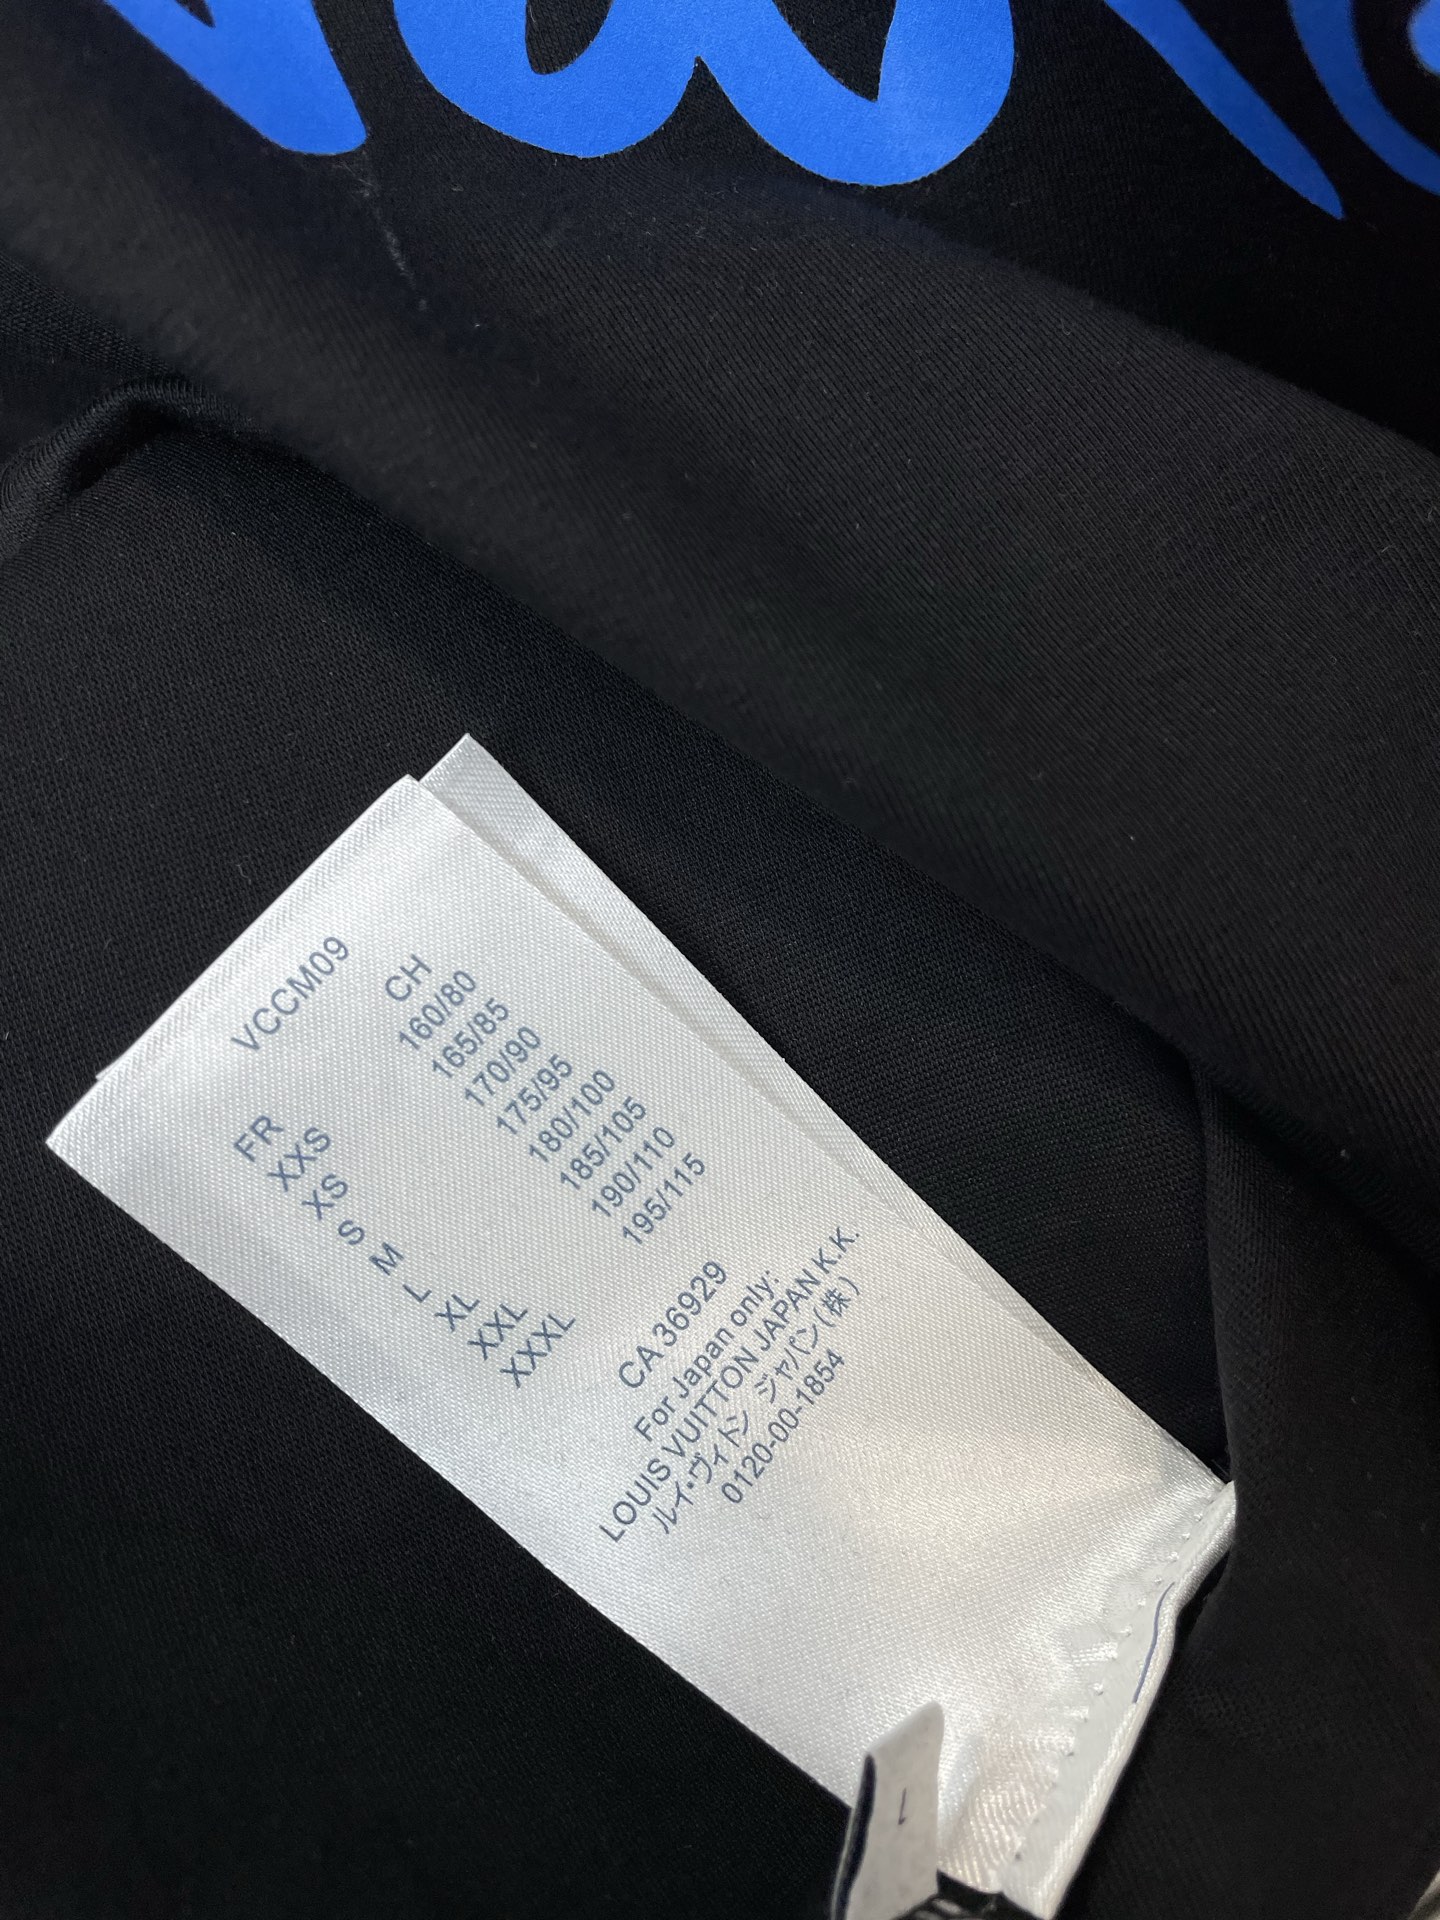 VCCM09
FR CH
XXS 160/80
XS 165/85
S 170/90
M 175/95
L 180/100
XL 185/105
XXL 190/110
XXXL 195/115
CA 36929
For Japan only:
LOUIS VUITTON JAPAN K.K.
ルイ・ヴィトン ジャパン(株)
0120-00-1854